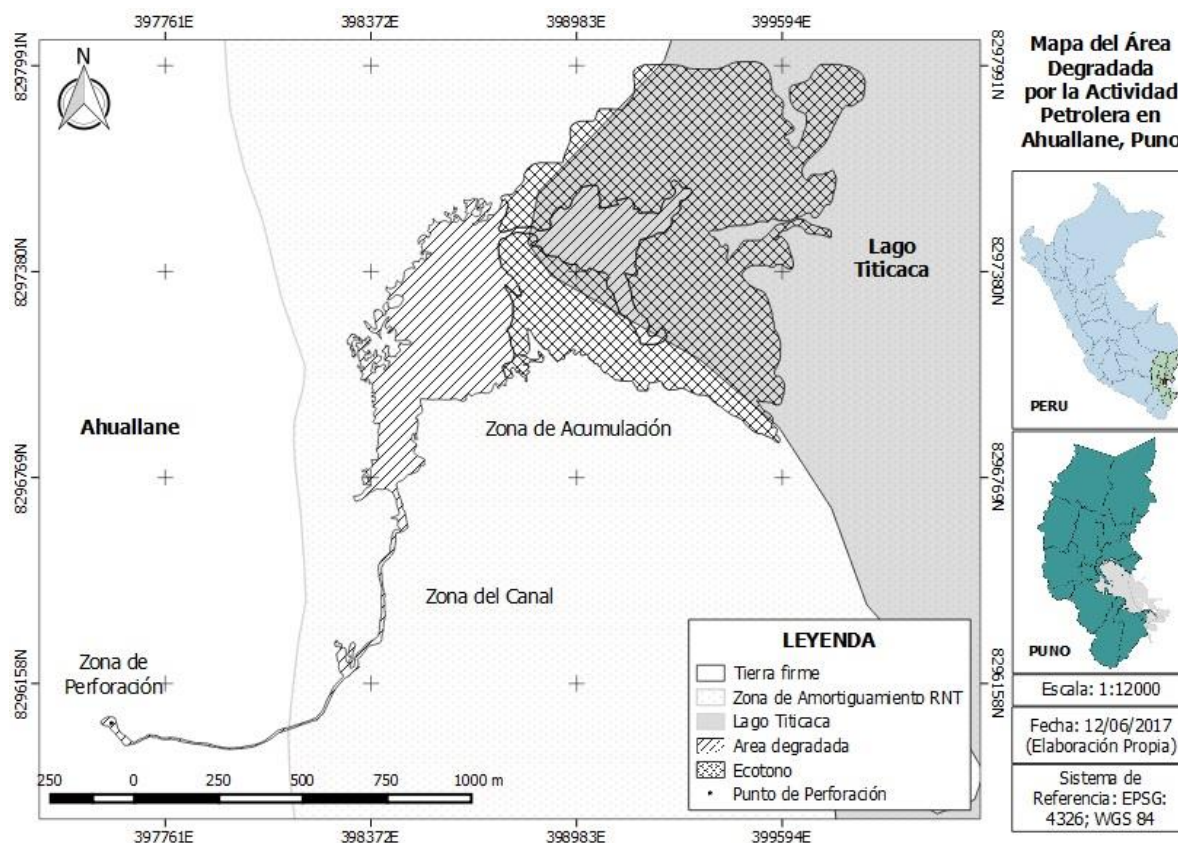 397761E 398372E 398983E 399594E
8297991N
8297380N
8296769N
8296158N
N
Lago
Titicaca
Ahuallane
Zona de Acumulación
Zona del Canal
Zona de
Perforación
250 0 250 500 750 1000 m
LEYENDA
Tierra firme
Zona de Amortiguamiento RNT
Lago Titicaca
Area degradada
Ecotono
Punto de Perforación
8297991N
8297380N
8296769N
8296158N
397761E 398372E 398983E 399594E
Mapa del Área
Degradada
por la Actividad
Petrolera en
Ahuallane, Puno
PERU
PUNO
Escala: 1:12000
Fecha: 12/06/2017
(Elaboración Propia)
Sistema de
Referencia: EPSG:
4326; WGS 84